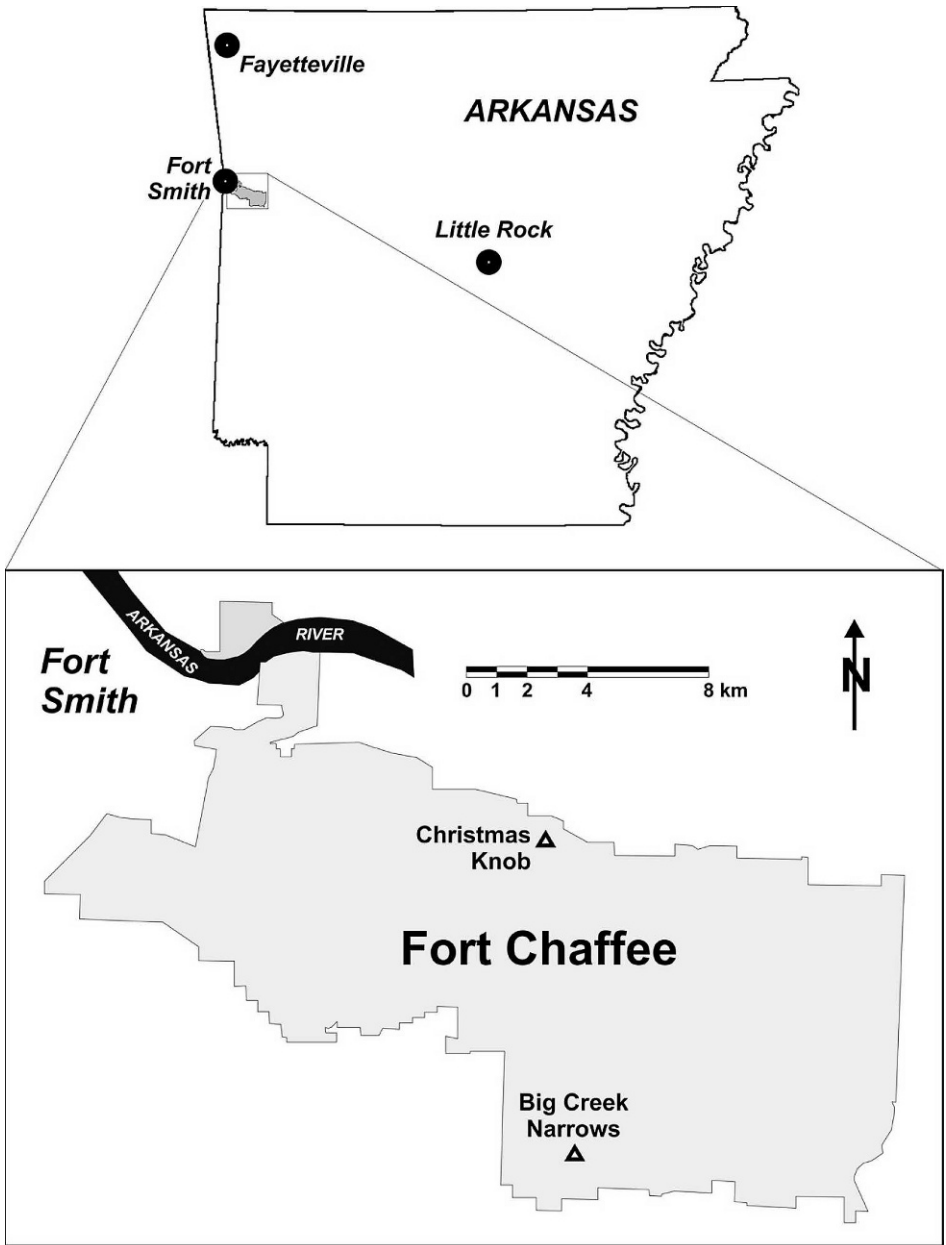 Fayetteville
ARKANSAS
Fort
Smith
Little Rock
ARKANSAS
RIVER
Fort
Smith
0 1 2 4 8 km
N
Christmas
Knob
Fort Chaffee
Big Creek
Narrows